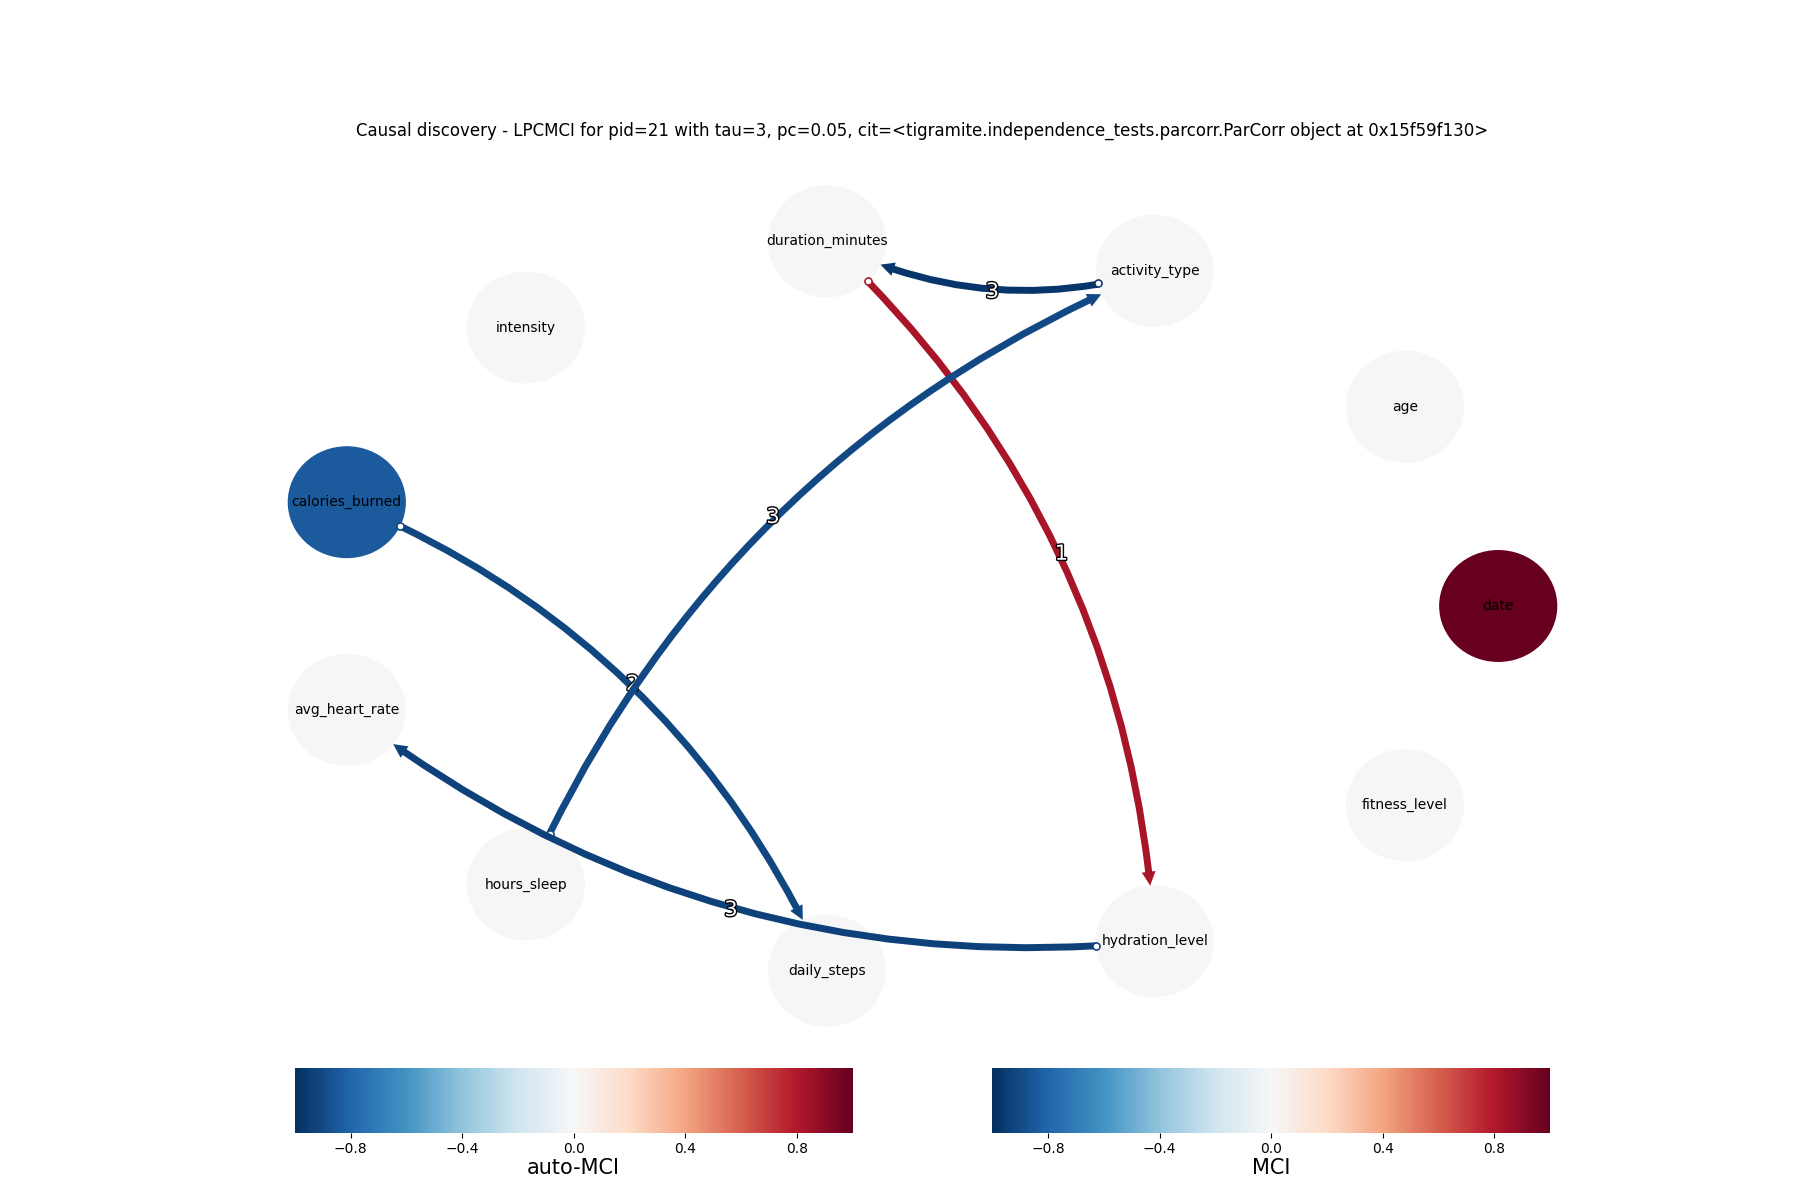 Causal discovery - LPCMCI for pid=21 with tau=3, pc=0.05, cit=<tigramite.independence_tests.parcorr.ParCorr object at 0x15f59f130>
duration_minutes
activity_type
3
intensity
age
calories_burned
3
1
date
avg_heart_rate
fitness_level
hours_sleep
3
hydration_level
daily_steps
−0.8 −0.4 0.0 0.4 0.8
auto-MCI
−0.8 −0.4 0.0 0.4 0.8
MCI